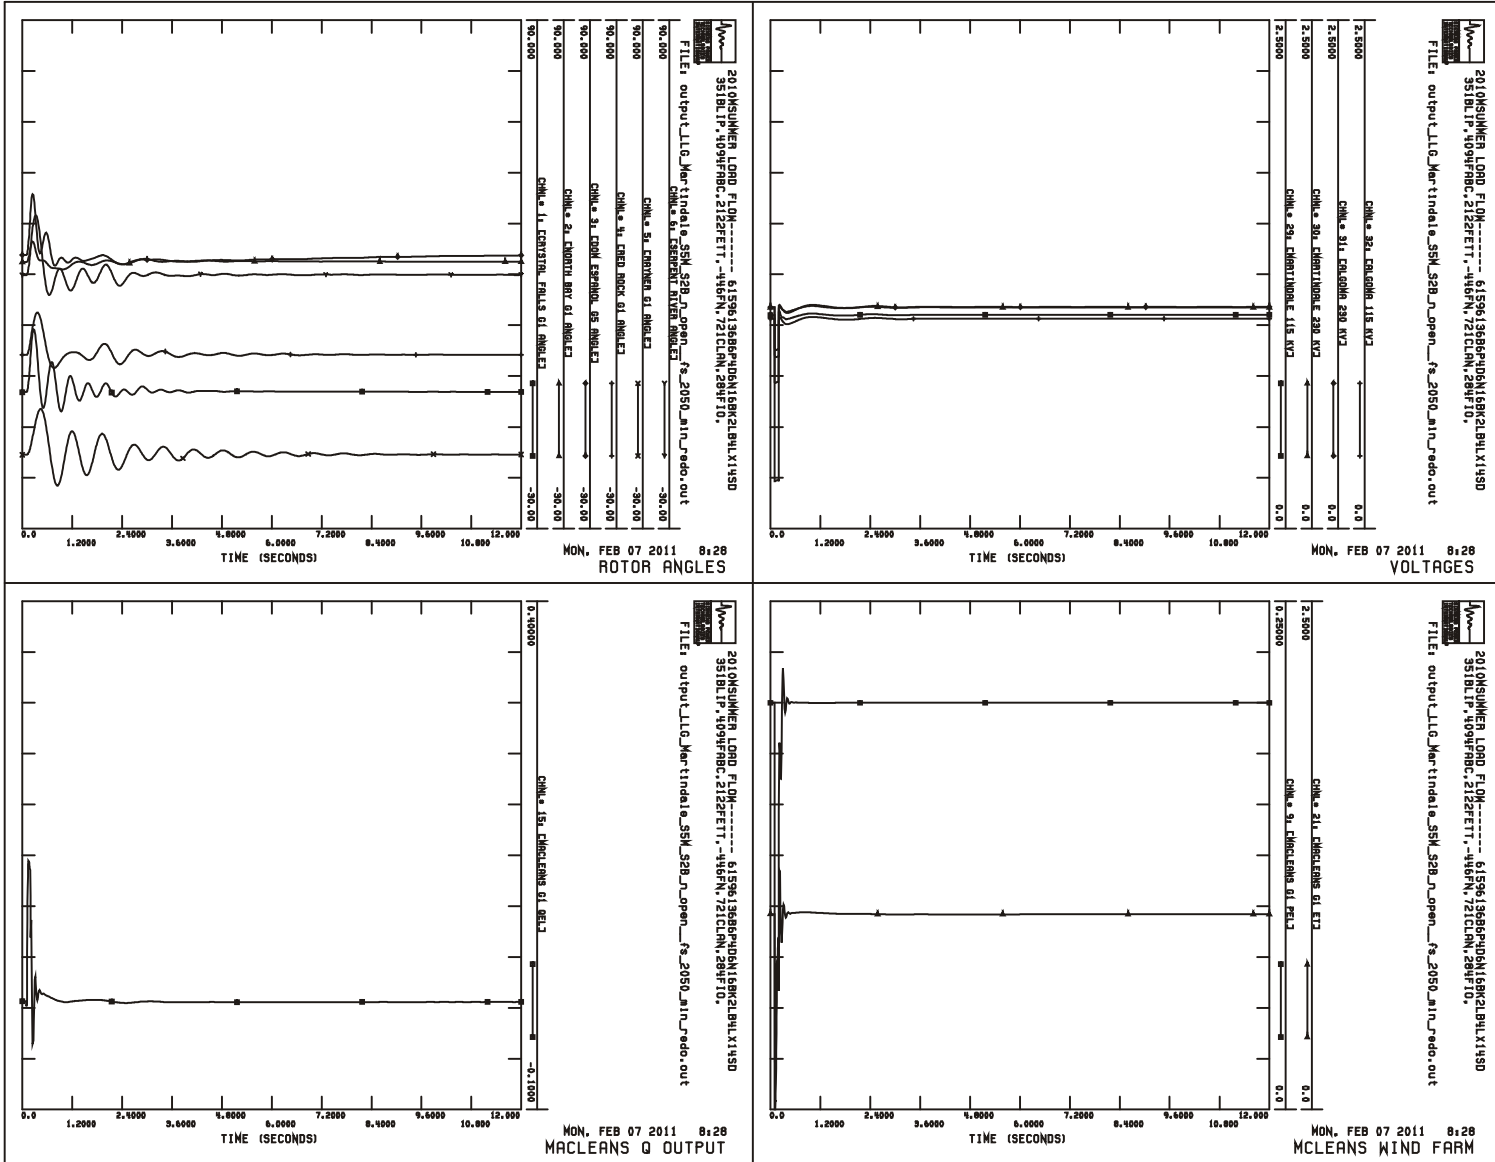 2010MSUMMER LOAD FLOW------- 61596136B6P4D6N16BK2LB4LX14SD
351BLIP,4094FABC,2122FETT,-446FN,721CLAN,284FIO,
FILE: output_LLG_Martindale_S5M_S2B_n_open__fs_2050_min_redo.out
CHNL# 6: [SERPENT RIVER ANGLE]
90.000 -30.00
CHNL# 5: [RAYNER G1 ANGLE]
90.000 -30.00
CHNL# 4: [RED ROCK G1 ANGLE]
90.000 -30.00
CHNL# 3: [DOM ESPANOL G5 ANGLE]
90.000 -30.00
CHNL# 2: [NORTH BAY G1 ANGLE]
90.000 -30.00
CHNL# 1: [CRYSTAL FALLS G1 ANGLE]
90.000 -30.00
0.0 1.2000 2.4000 3.6000 4.8000 6.0000 7.2000 8.4000 9.6000 10.800 12.000
TIME (SECONDS)
MON, FEB 07 2011 8:28
ROTOR ANGLES
2010MSUMMER LOAD FLOW------- 61596136B6P4D6N16BK2LB4LX14SD
351BLIP,4094FABC,2122FETT,-446FN,721CLAN,284FIO,
FILE: output_LLG_Martindale_S5M_S2B_n_open__fs_2050_min_redo.out
CHNL# 32: [ALGOMA 115 KV]
2.5000 0.0
CHNL# 31: [ALGOMA 230 KV]
2.5000 0.0
CHNL# 30: [MARTINDALE 230 KV]
2.5000 0.0
CHNL# 29: [MARTINDALE 115 KV]
2.5000 0.0
0.0 1.2000 2.4000 3.6000 4.8000 6.0000 7.2000 8.4000 9.6000 10.800 12.000
TIME (SECONDS)
MON, FEB 07 2011 8:28
VOLTAGES
2010MSUMMER LOAD FLOW------- 61596136B6P4D6N16BK2LB4LX14SD
351BLIP,4094FABC,2122FETT,-446FN,721CLAN,284FIO,
FILE: output_LLG_Martindale_S5M_S2B_n_open__fs_2050_min_redo.out
CHNL# 15: [MACLEANS G1 QEL]
0.40000 -0.1000
0.0 1.2000 2.4000 3.6000 4.8000 6.0000 7.2000 8.4000 9.6000 10.800 12.000
TIME (SECONDS)
MON, FEB 07 2011 8:28
MACLEANS Q OUTPUT
2010MSUMMER LOAD FLOW------- 61596136B6P4D6N16BK2LB4LX14SD
351BLIP,4094FABC,2122FETT,-446FN,721CLAN,284FIO,
FILE: output_LLG_Martindale_S5M_S2B_n_open__fs_2050_min_redo.out
CHNL# 21: [MACLEANS G1 ET]
2.5000 0.0
CHNL# 9: [MACLEANS G1 PEL]
0.25000 0.0
0.0 1.2000 2.4000 3.6000 4.8000 6.0000 7.2000 8.4000 9.6000 10.800 12.000
TIME (SECONDS)
MON, FEB 07 2011 8:28
MCLEANS WIND FARM